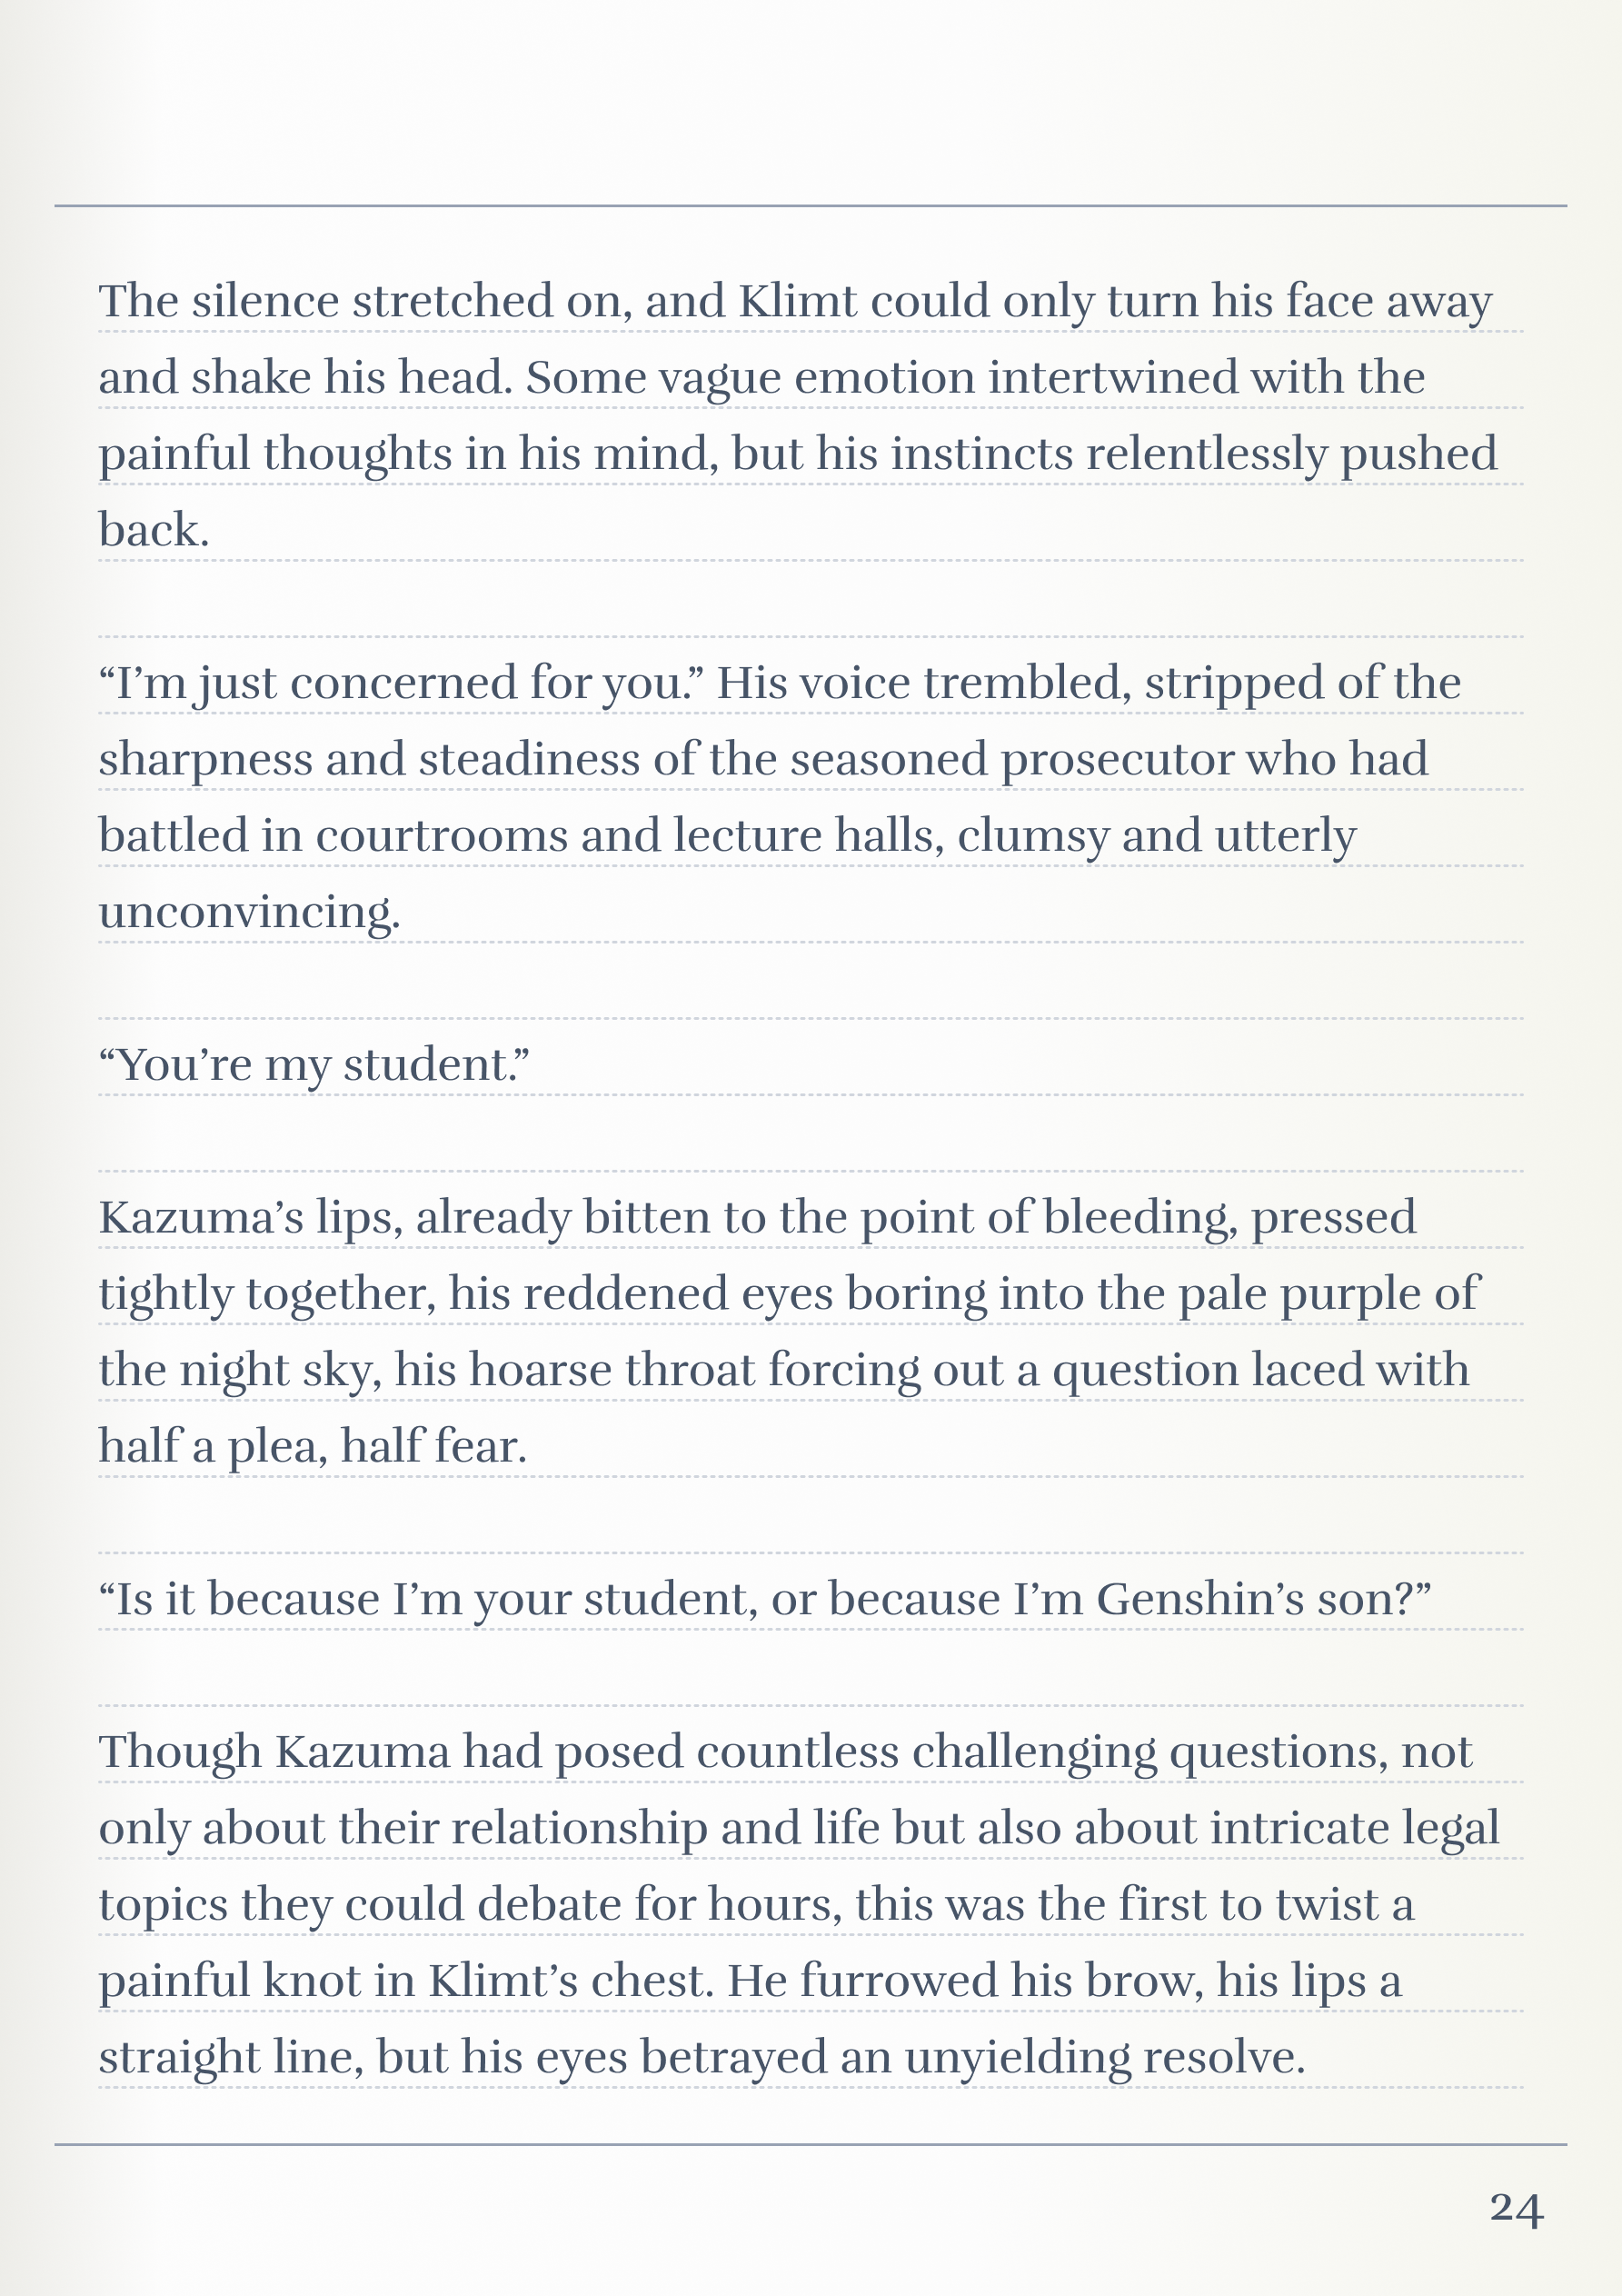 The silence stretched on, and Klimt could only turn his face away
and shake his head. Some vague emotion intertwined with the
painful thoughts in his mind, but his instincts relentlessly pushed
back.
“I’m just concerned for you.” His voice trembled, stripped of the
sharpness and steadiness of the seasoned prosecutor who had
battled in courtrooms and lecture halls, clumsy and utterly
unconvincing.
“You’re my student.”
Kazuma’s lips, already bitten to the point of bleeding, pressed
tightly together, his reddened eyes boring into the pale purple of
the night sky, his hoarse throat forcing out a question laced with
half a plea, half fear.
“Is it because I’m your student, or because I’m Genshin’s son?”
Though Kazuma had posed countless challenging questions, not
only about their relationship and life but also about intricate legal
topics they could debate for hours, this was the first to twist a
painful knot in Klimt’s chest. He furrowed his brow, his lips a
straight line, but his eyes betrayed an unyielding resolve.
24